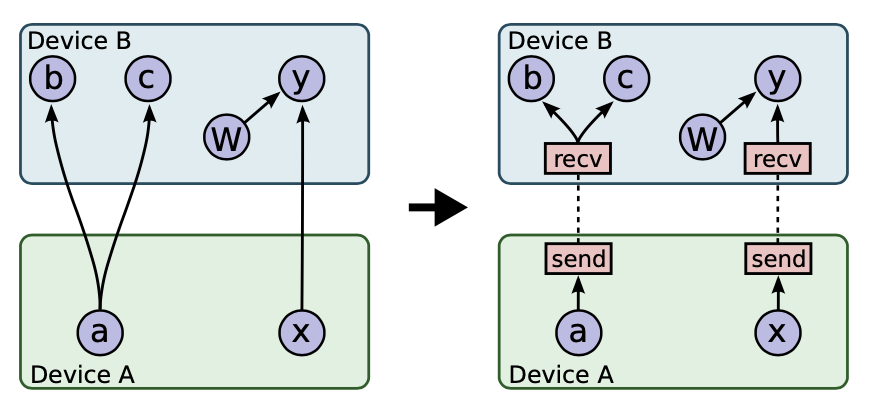 Device B
b c y
W
a x
Device A
Device B
b c y
W
recv recv
send send
a x
Device A